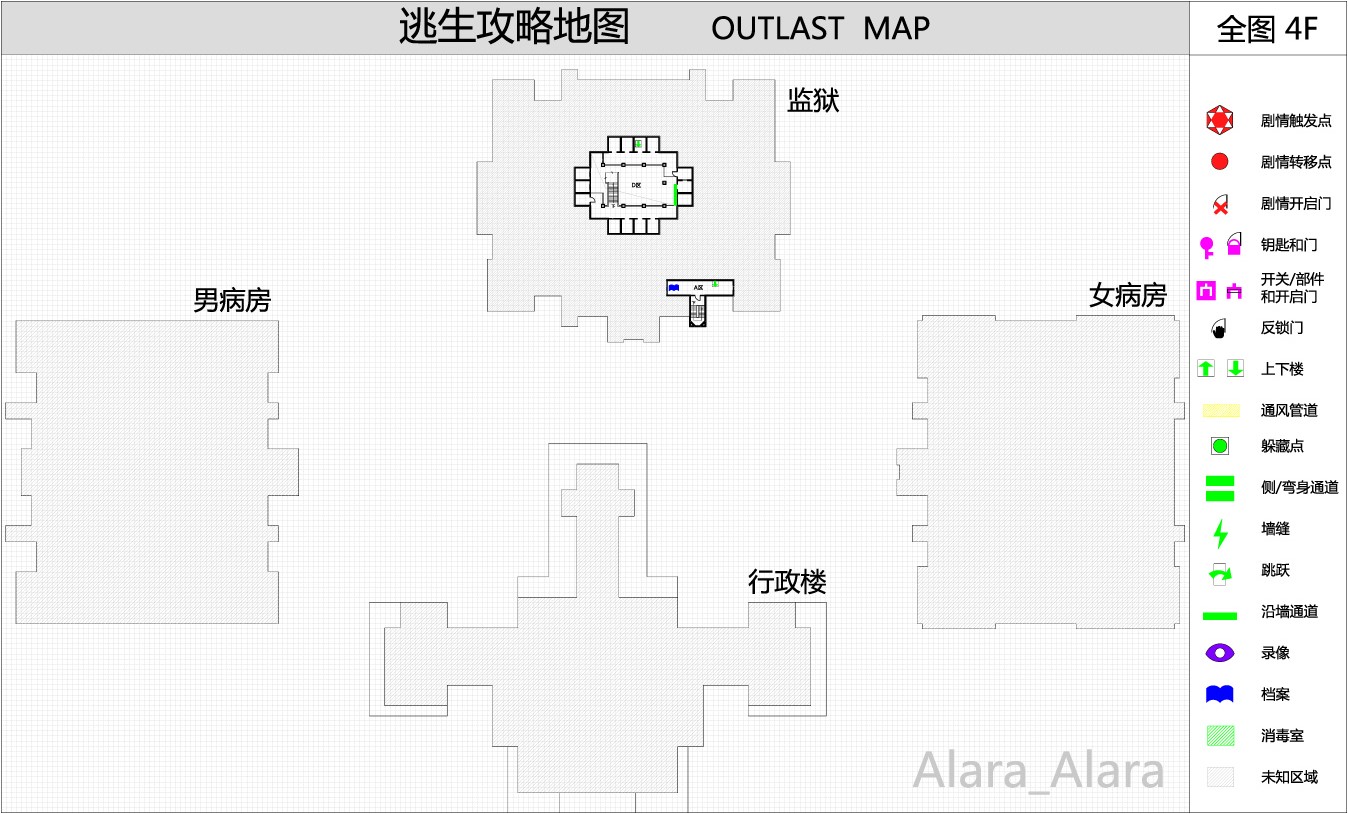 逃生攻略地图 OUTLAST MAP
全图 4F
监狱
D区
A区
男病房
女病房
行政楼
剧情触发点
剧情转移点
剧情开启门
钥匙和门
开关/部件
和开启门
反锁门
上下楼
通风管道
躲藏点
侧/弯身通道
墙缝
跳跃
沿墙通道
录像
档案
消毒室
未知区域
Alara_Alara